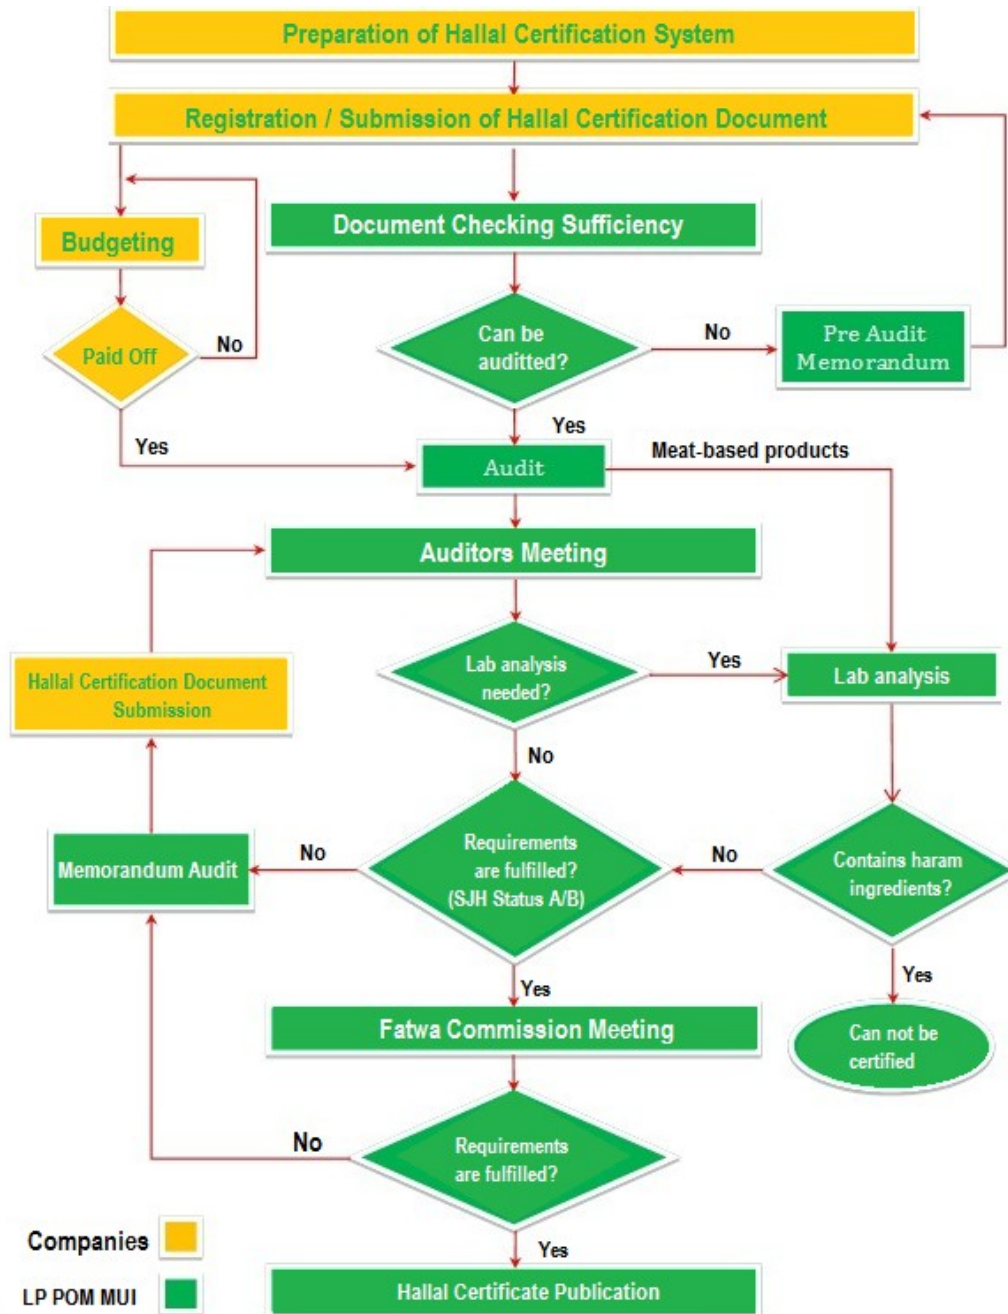 Preparation of Hallal Certification System
Registration / Submission of Hallal Certification Document
Budgeting
Document Checking Sufficiency
Paid Off
No
Can be
auditted?
No
Pre Audit
Memorandum
Yes
Yes
Audit
Meat-based products
Auditors Meeting
Hallal Certification Document
Submission
Lab analysis
needed?
Yes
Lab analysis
No
Memorandum Audit
No
Requirements
are fulfilled?
(SJH Status A/B)
No
Contains haram
ingredients?
Yes
Yes
Fatwa Commission Meeting
Can not be
certified
No
Requirements
are fulfilled?
Yes
Companies
LP POM MUI
Hallal Certificate Publication